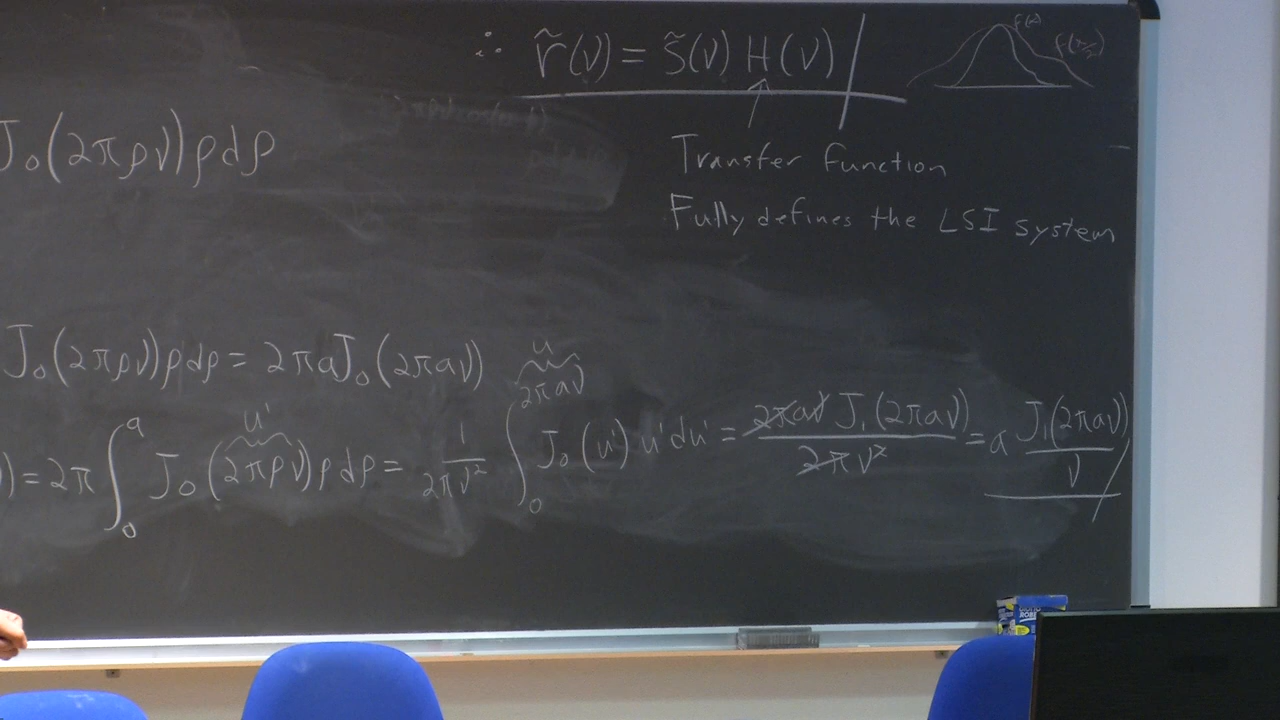 ∴ r̃(ν) = s̃(ν) H(ν)
f(x)
J₀(2πρν)ρdρ
Transfer function
Fully defines the LSI system
J₀(2πρν)ρdρ = 2πaJ₀(2πaν)
) = 2π ∫₀ᵃ J₀(2πρν)ρdρ = 1/(2πν²) ∫₀^(2πaν) J₀(u')u'du' = 2πaν J₁(2πaν)/(2πν²) = a J₁(2πaν)/ν
u'
u